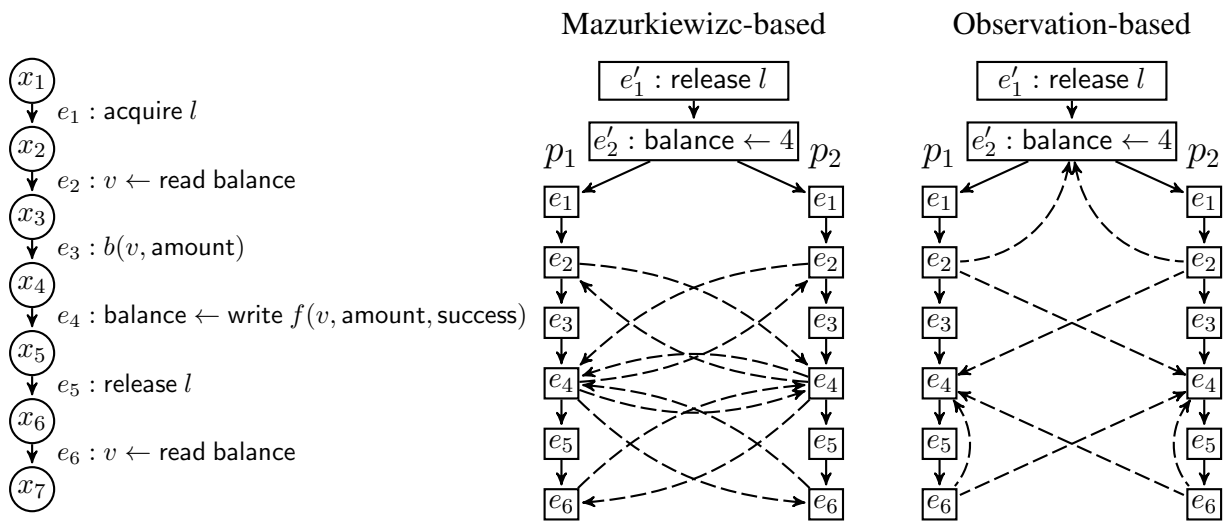 Mazurkiewizc-based
Observation-based
x₁
e₁ : acquire l
x₂
e₂ : v ← read balance
x₃
e₃ : b(v, amount)
x₄
e₄ : balance ← write f(v, amount, success)
x₅
e₅ : release l
x₆
e₆ : v ← read balance
x₇
e′₁ : release l
e′₂ : balance ← 4
p₁
p₂
e₁
e₁
e₂
e₂
e₃
e₃
e₄
e₄
e₅
e₅
e₆
e₆
e′₁ : release l
e′₂ : balance ← 4
p₁
p₂
e₁
e₁
e₂
e₂
e₃
e₃
e₄
e₄
e₅
e₅
e₆
e₆